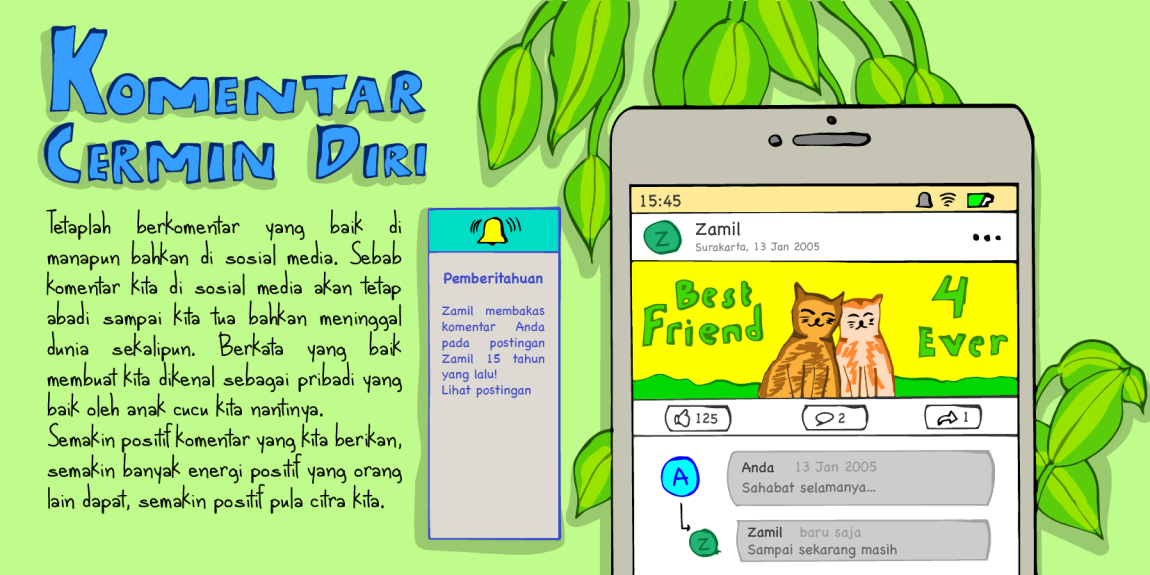 KOMENTAR
CERMIN DIRI
Tetaplah berkomentar yang baik di
manapun bahkan di sosial media. Sebab
komentar kita di sosial media akan tetap
abadi sampai kita tua bahkan meninggal
dunia sekalipun. Berkata yang baik
membuat kita dikenal sebagai pribadi yang
baik oleh anak cucu kita nantinya.
Semakin positif komentar yang kita berikan,
semakin banyak energi positif yang orang
lain dapat, semakin positif pula citra kita.
Pemberitahuan
Zamil membakas
komentar Anda
pada postingan
Zamil 15 tahun
yang lalu!
Lihat postingan
15:45
Z
Zamil
Surakarta, 13 Jan 2005
Best
Friend
4
Ever
125
2
1
A
Anda 13 Jan 2005
Sahabat selamanya...
Z
Zamil baru saja
Sampai sekarang masih